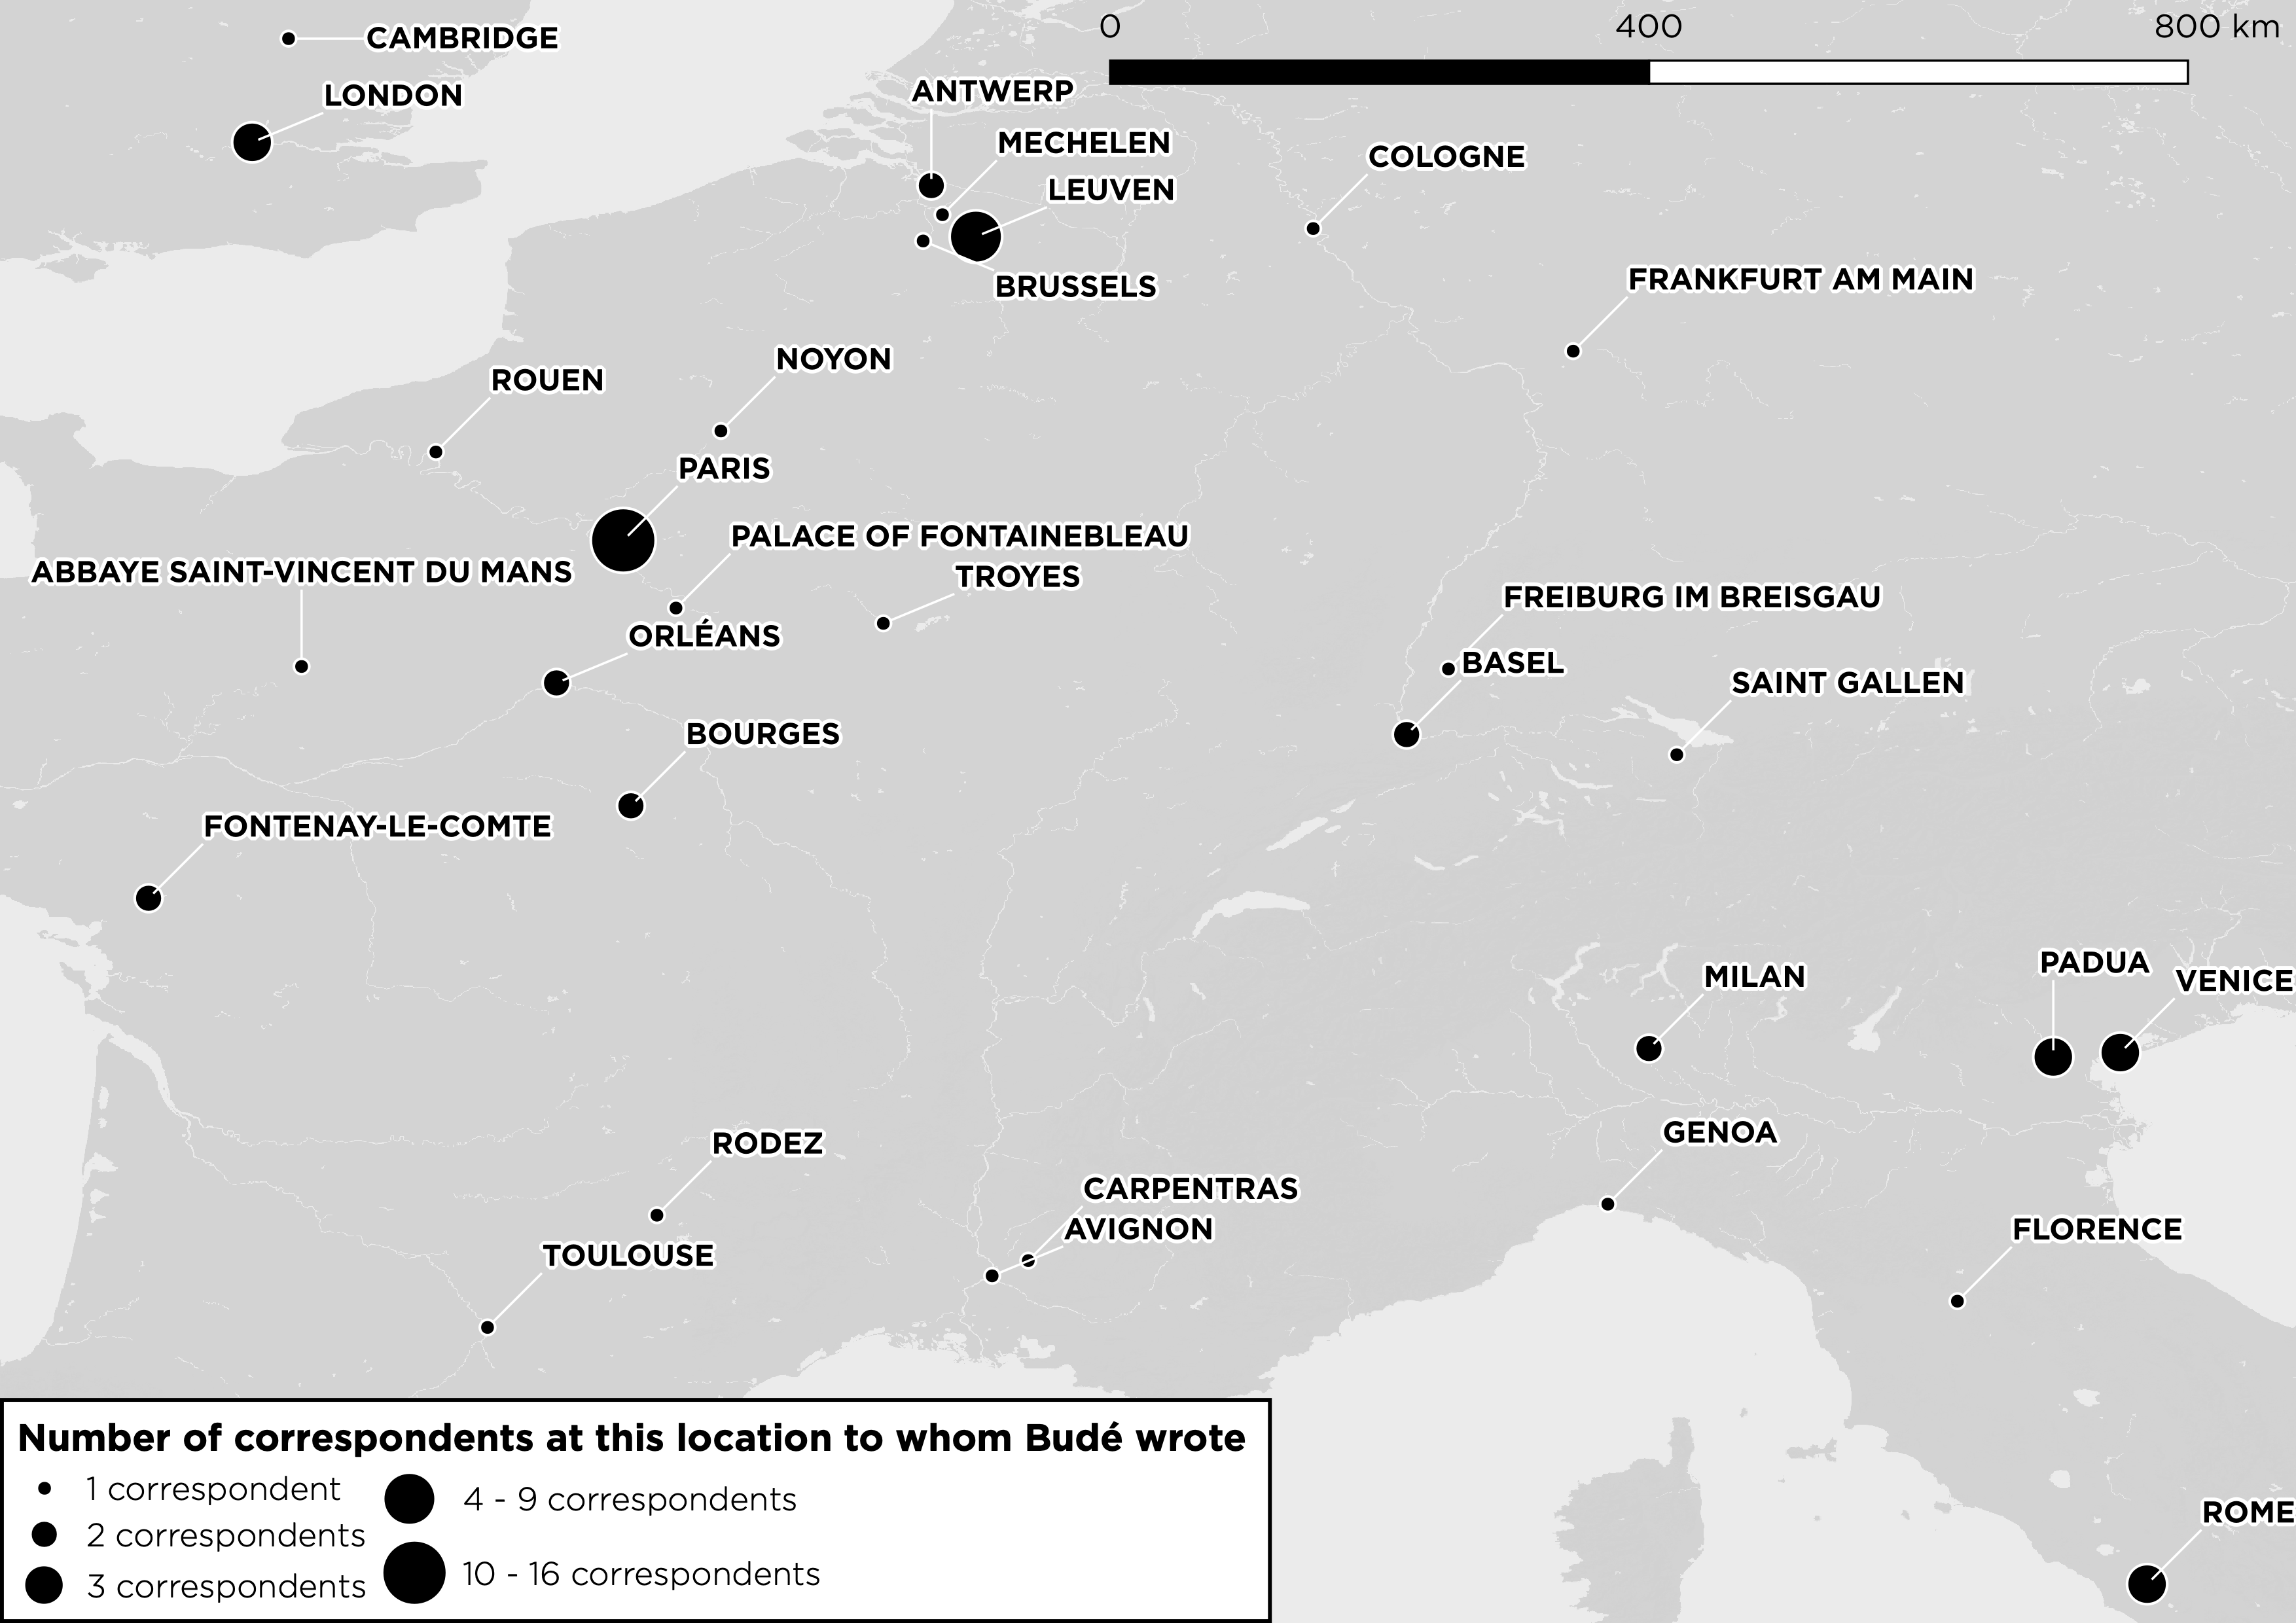 0 400 800 km
CAMBRIDGE
LONDON
ANTWERP
MECHELEN
COLOGNE
LEUVEN
FRANKFURT AM MAIN
BRUSSELS
NOYON
ROUEN
PARIS
PALACE OF FONTAINEBLEAU
ABBAYE SAINT-VINCENT DU MANS
TROYES
FREIBURG IM BREISGAU
ORLÉANS
BASEL
SAINT GALLEN
BOURGES
FONTENAY-LE-COMTE
PADUA
MILAN
VENICE
GENOA
RODEZ
CARPENTRAS
AVIGNON
FLORENCE
TOULOUSE
ROME
Number of correspondents at this location to whom Budé wrote
1 correspondent
2 correspondents
3 correspondents
4 - 9 correspondents
10 - 16 correspondents